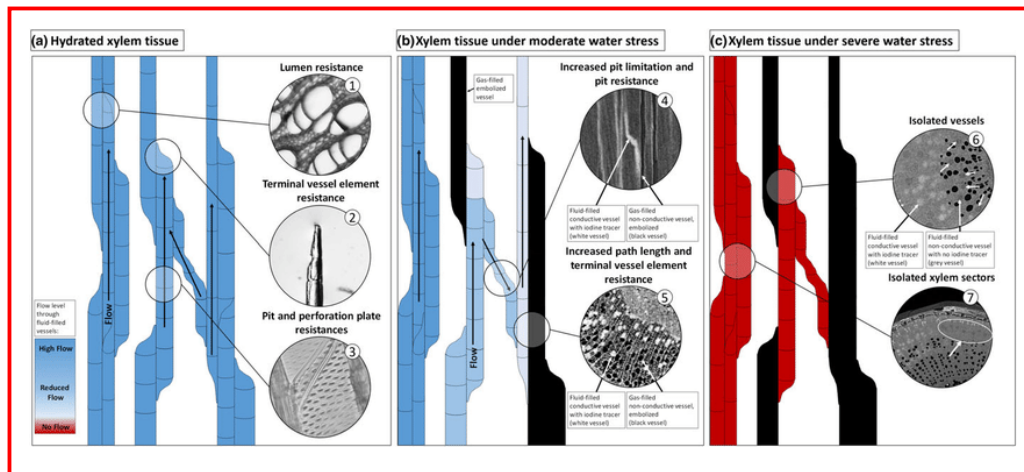 (a) Hydrated xylem tissue
Lumen resistance
1
Terminal vessel element
resistance
2
Pit and perforation plate
resistances
3
Flow
Flow level
through
fluid-filled
vessels:
High Flow
Reduced
Flow
No Flow
(b) Xylem tissue under moderate water stress
Gas-filled
embolized
vessel
Increased pit limitation and
pit resistance
4
Fluid-filled
conductive vessel
with iodine tracer
(white vessel)
Gas-filled
non-conductive vessel,
embolized
(black vessel)
Increased path length and
terminal vessel element
resistance
5
Flow
Fluid-filled
conductive vessel
with iodine tracer
(white vessel)
Gas-filled
non-conductive vessel,
embolized
(black vessel)
(c) Xylem tissue under severe water stress
Isolated vessels
6
Fluid-filled
conductive vessel
with iodine tracer
(white vessel)
Fluid-filled
non-conductive vessel
with no iodine tracer
(grey vessel)
Isolated xylem sectors
7